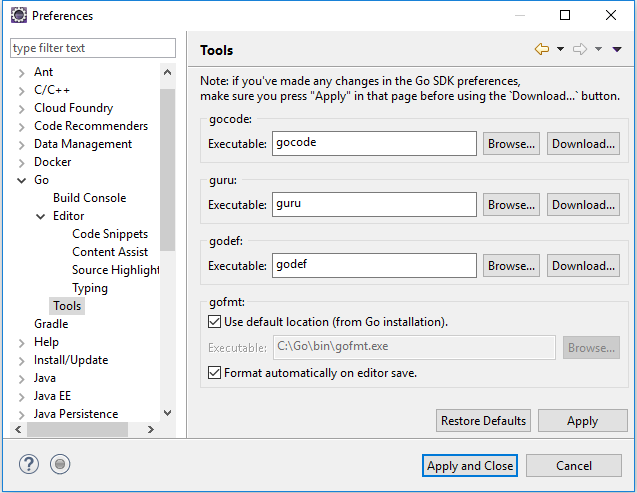 Preferences
type filter text
Ant
C/C++
Cloud Foundry
Code Recommenders
Data Management
Docker
Go
Build Console
Editor
Code Snippets
Content Assist
Source Highlight
Typing
Tools
Gradle
Help
Install/Update
Java
Java EE
Java Persistence
Tools
Note: if you've made any changes in the Go SDK preferences,
make sure you press "Apply" in that page before using the `Download...` button.
gocode:
Executable: gocode Browse... Download...
guru:
Executable: guru Browse... Download...
godef:
Executable: godef Browse... Download...
gofmt:
Use default location (from Go installation).
Executable: C:\Go\bin\gofmt.exe Browse...
Format automatically on editor save.
Restore Defaults Apply
? Apply and Close Cancel